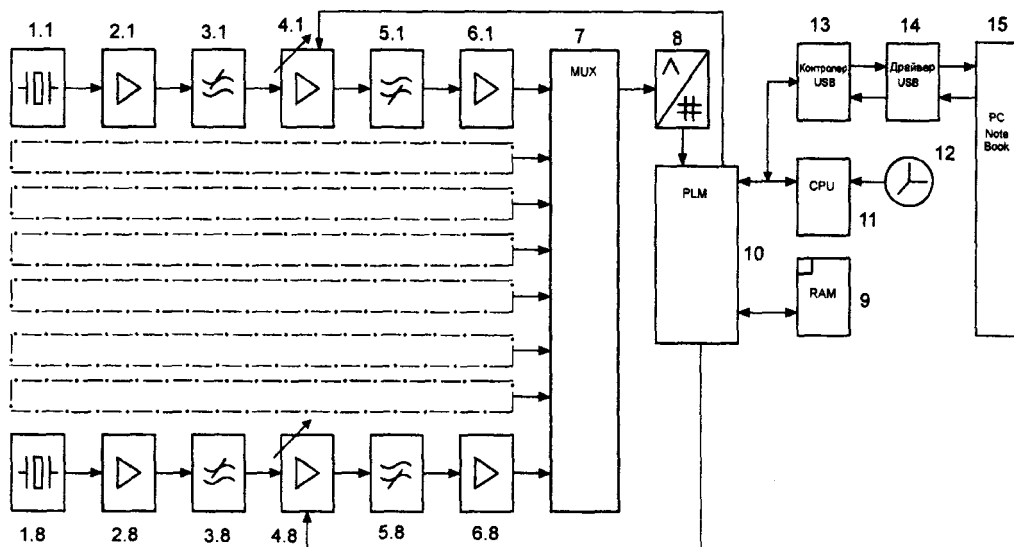 1.1 2.1 3.1 4.1 5.1 6.1 7 8 13 14 15
MUX
Контролер
USB
Драйвер
USB
PC
Note
Book
12
PLM
CPU
11
10
RAM
9
1.8 2.8 3.8 4.8 5.8 6.8